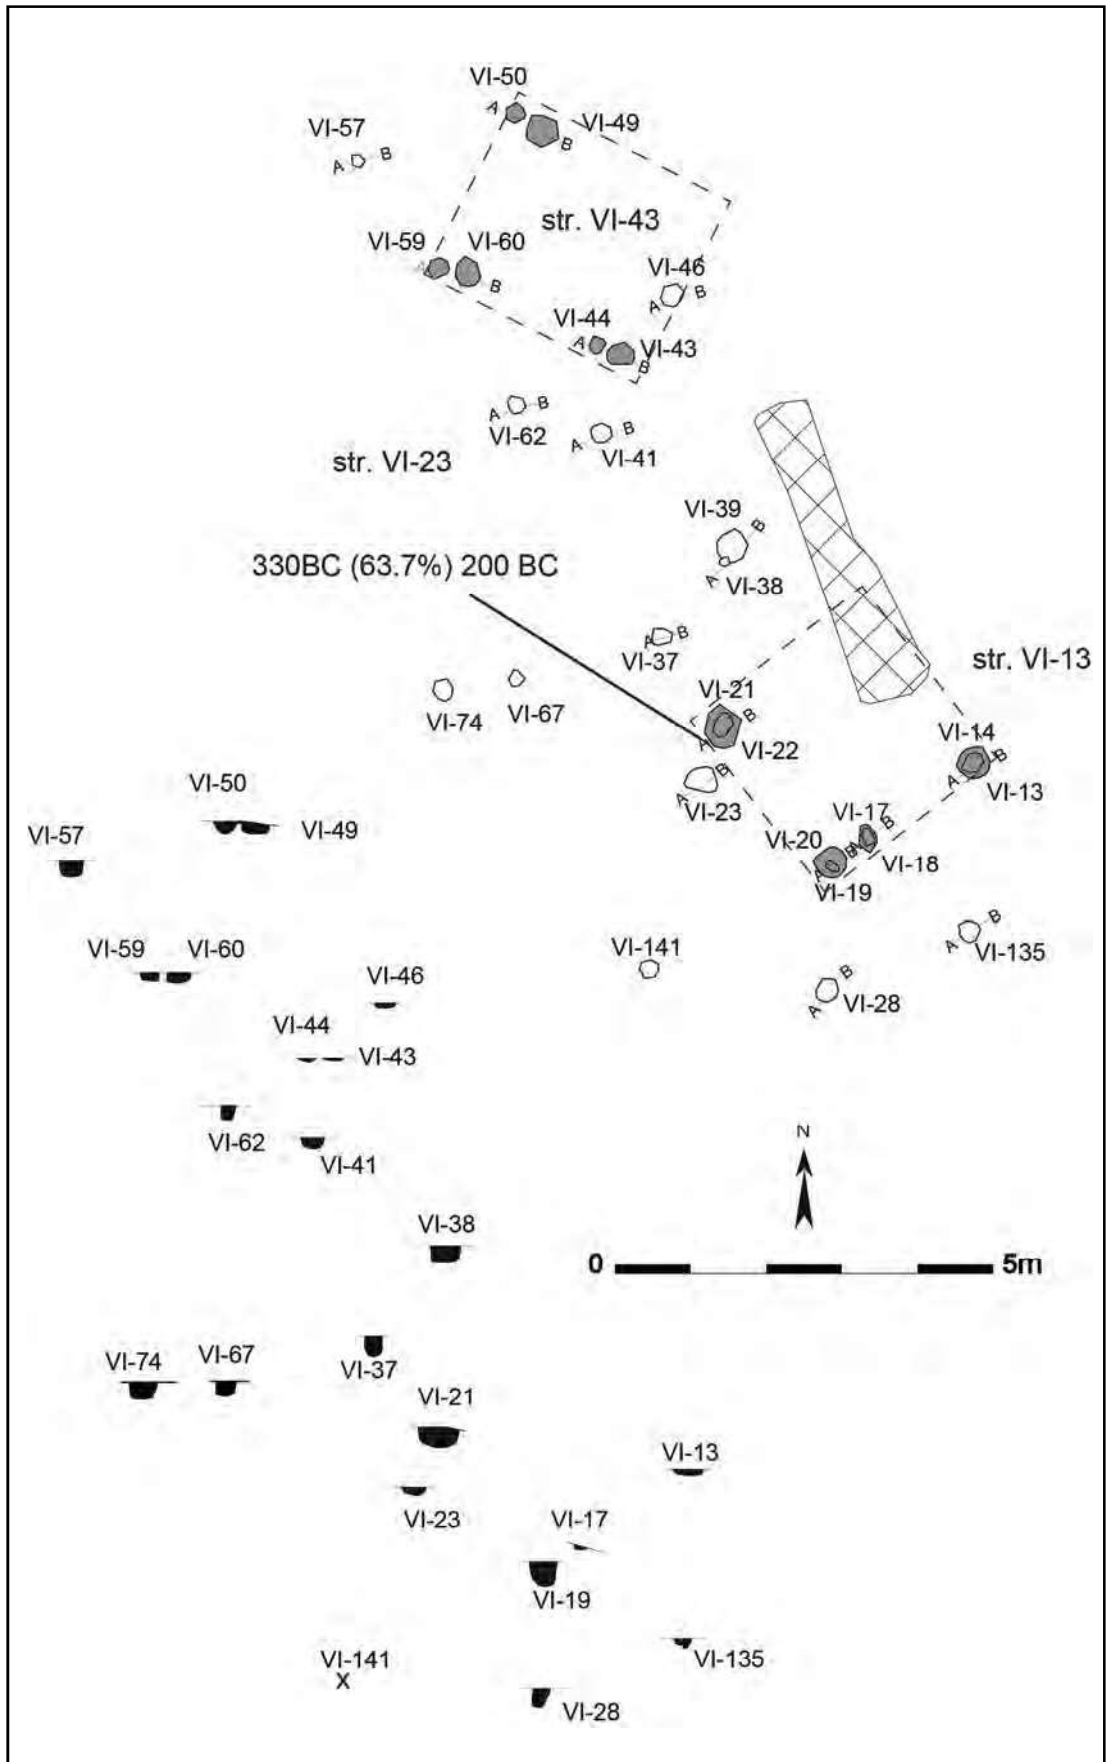 VI-50
A
VI-49
B
VI-57
A B
str. VI-43
VI-59 VI-60
A
B
VI-46
A B
VI-44
A
VI-43
B
A B
VI-62
A B
VI-41
str. VI-23
VI-39
B
A
VI-38
330BC (63.7%) 200 BC
A B
VI-37
str. VI-13
VI-21
B
A
VI-22
VI-74
VI-67
VI-14
B
A
VI-13
B
A
VI-23
VI-17
B
A
VI-18
VI-20
B
A
VI-19
VI-50
VI-49
VI-57
B
A
VI-135
VI-141
B
A
VI-28
VI-59 VI-60
VI-46
VI-44
VI-43
VI-62
VI-41
N
VI-38
0 5m
VI-37
VI-74 VI-67
VI-21
VI-13
VI-23
VI-17
VI-19
VI-141
X
VI-135
VI-28